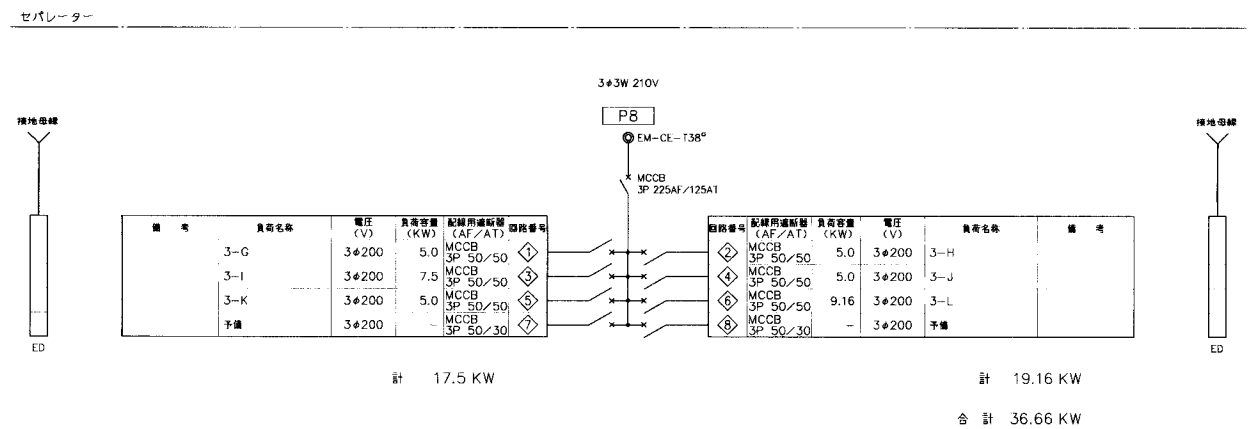 セパレーター
3φ3W 210V
P8
EM-CE-T38°
MCCB
3P 225AF/125AT
接地母線
ED
備 考 負荷名称 電圧(V) 負荷容量(KW) 配線用遮断器(AF/AT) 回路番号
3-G 3φ200 5.0 MCCB 3P 50/50 1
3-I 3φ200 7.5 MCCB 3P 50/50 3
3-K 3φ200 5.0 MCCB 3P 50/50 5
予備 3φ200 - MCCB 3P 50/30 7
計 17.5 KW
回路番号 配線用遮断器(AF/AT) 負荷容量(KW) 電圧(V) 負荷名称 備 考
2 MCCB 3P 50/50 5.0 3φ200 3-H
4 MCCB 3P 50/50 5.0 3φ200 3-J
6 MCCB 3P 50/50 9.16 3φ200 3-L
8 MCCB 3P 50/30 - 3φ200 予備
計 19.16 KW
合 計 36.66 KW
接地母線
ED